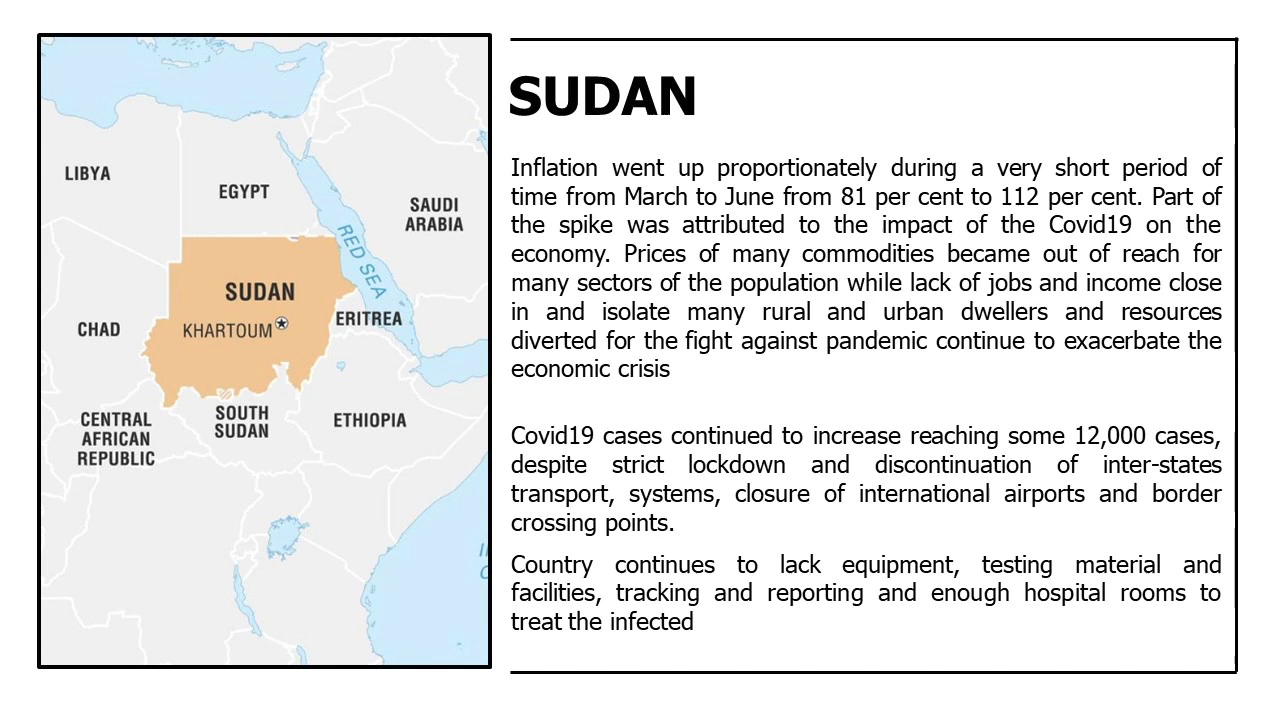 LIBYA
EGYPT
SAUDI
ARABIA
RED SEA
SUDAN
KHARTOUM
ERITREA
CHAD
CENTRAL
AFRICAN
REPUBLIC
SOUTH
SUDAN
ETHIOPIA
SUDAN
Inflation went up proportionately during a very short period of
time from March to June from 81 per cent to 112 per cent. Part of
the spike was attributed to the impact of the Covid19 on the
economy. Prices of many commodities became out of reach for
many sectors of the population while lack of jobs and income close
in and isolate many rural and urban dwellers and resources
diverted for the fight against pandemic continue to exacerbate the
economic crisis
Covid19 cases continued to increase reaching some 12,000 cases,
despite strict lockdown and discontinuation of inter-states
transport, systems, closure of international airports and border
crossing points.
Country continues to lack equipment, testing material and
facilities, tracking and reporting and enough hospital rooms to
treat the infected